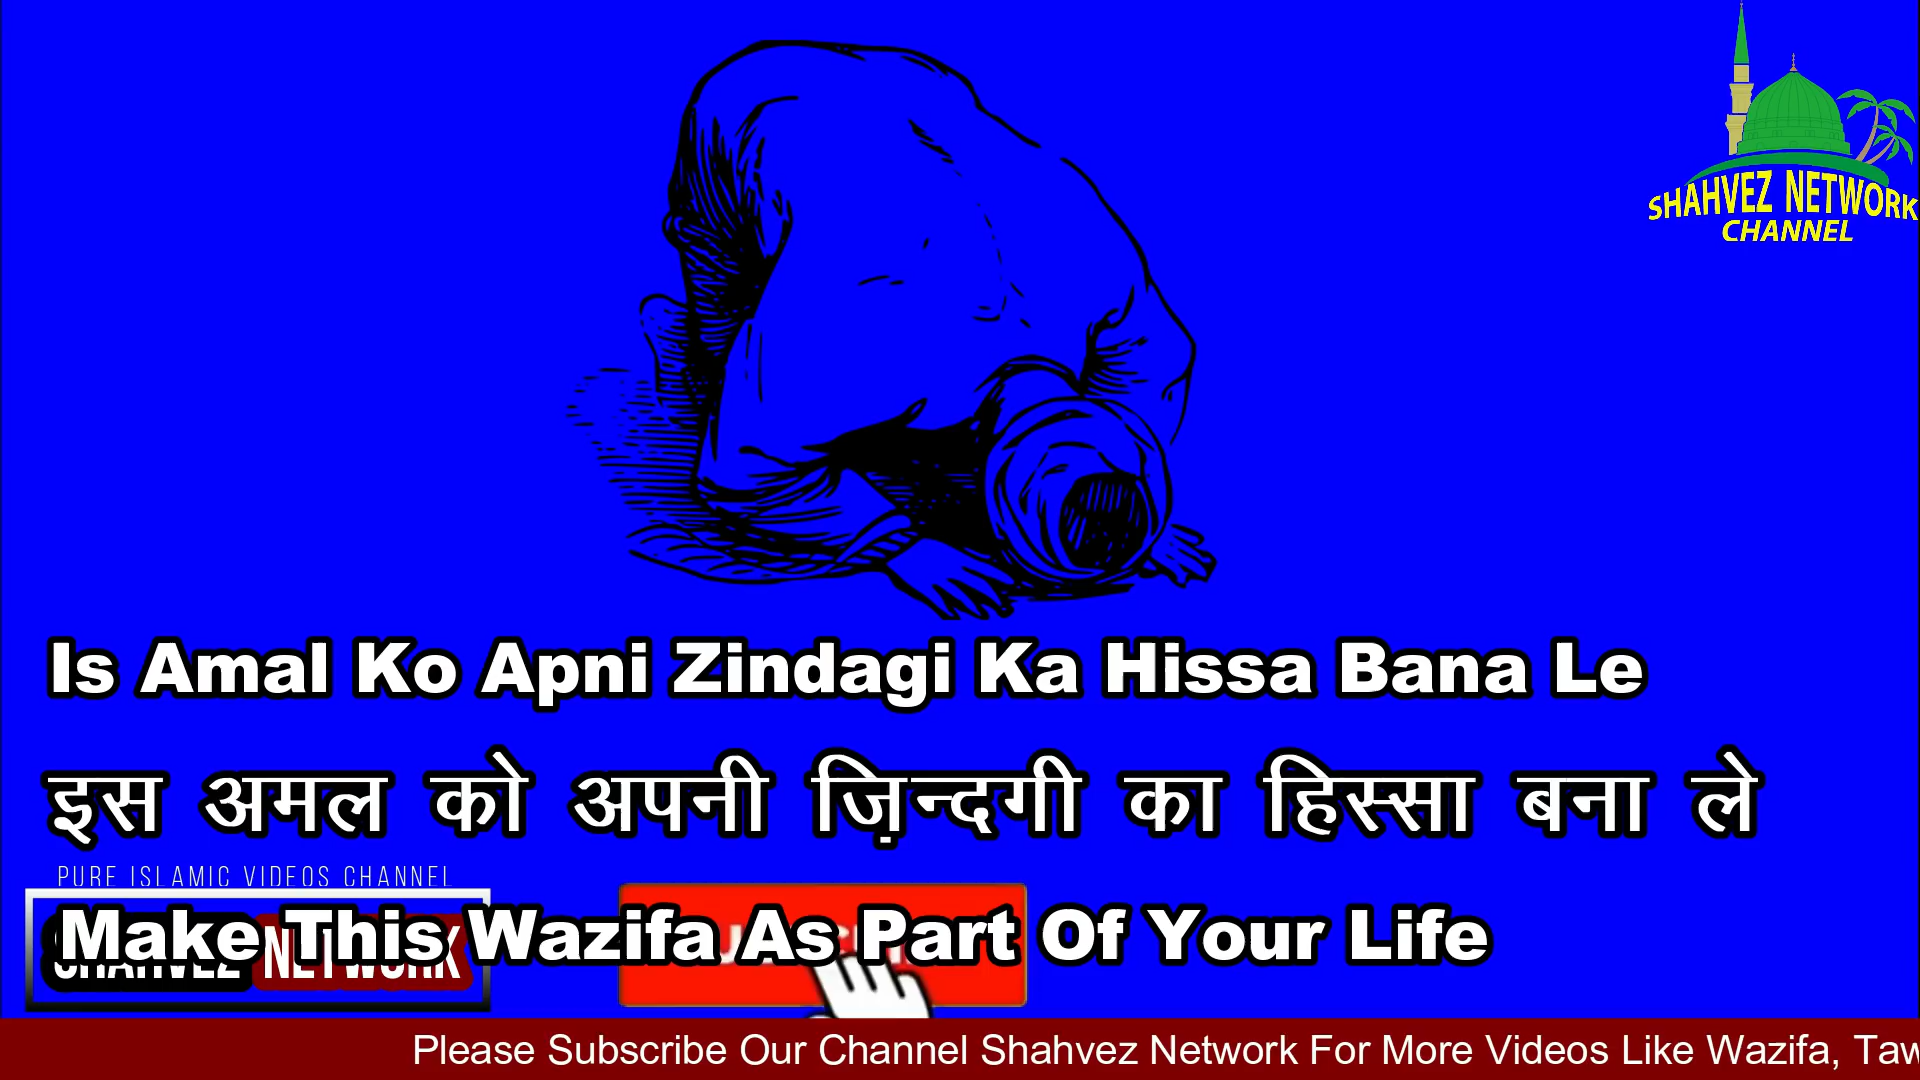 SHAHVEZ NETWORK
CHANNEL
Is Amal Ko Apni Zindagi Ka Hissa Bana Le
इस अमल को अपनी ज़िन्दगी का हिस्सा बना ले
PURE ISLAMIC VIDEOS CHANNEL
Make This Wazifa As Part Of Your Life
SHAHVEZ NETWORK
Please Subscribe Our Channel Shahvez Network For More Videos Like Wazifa,